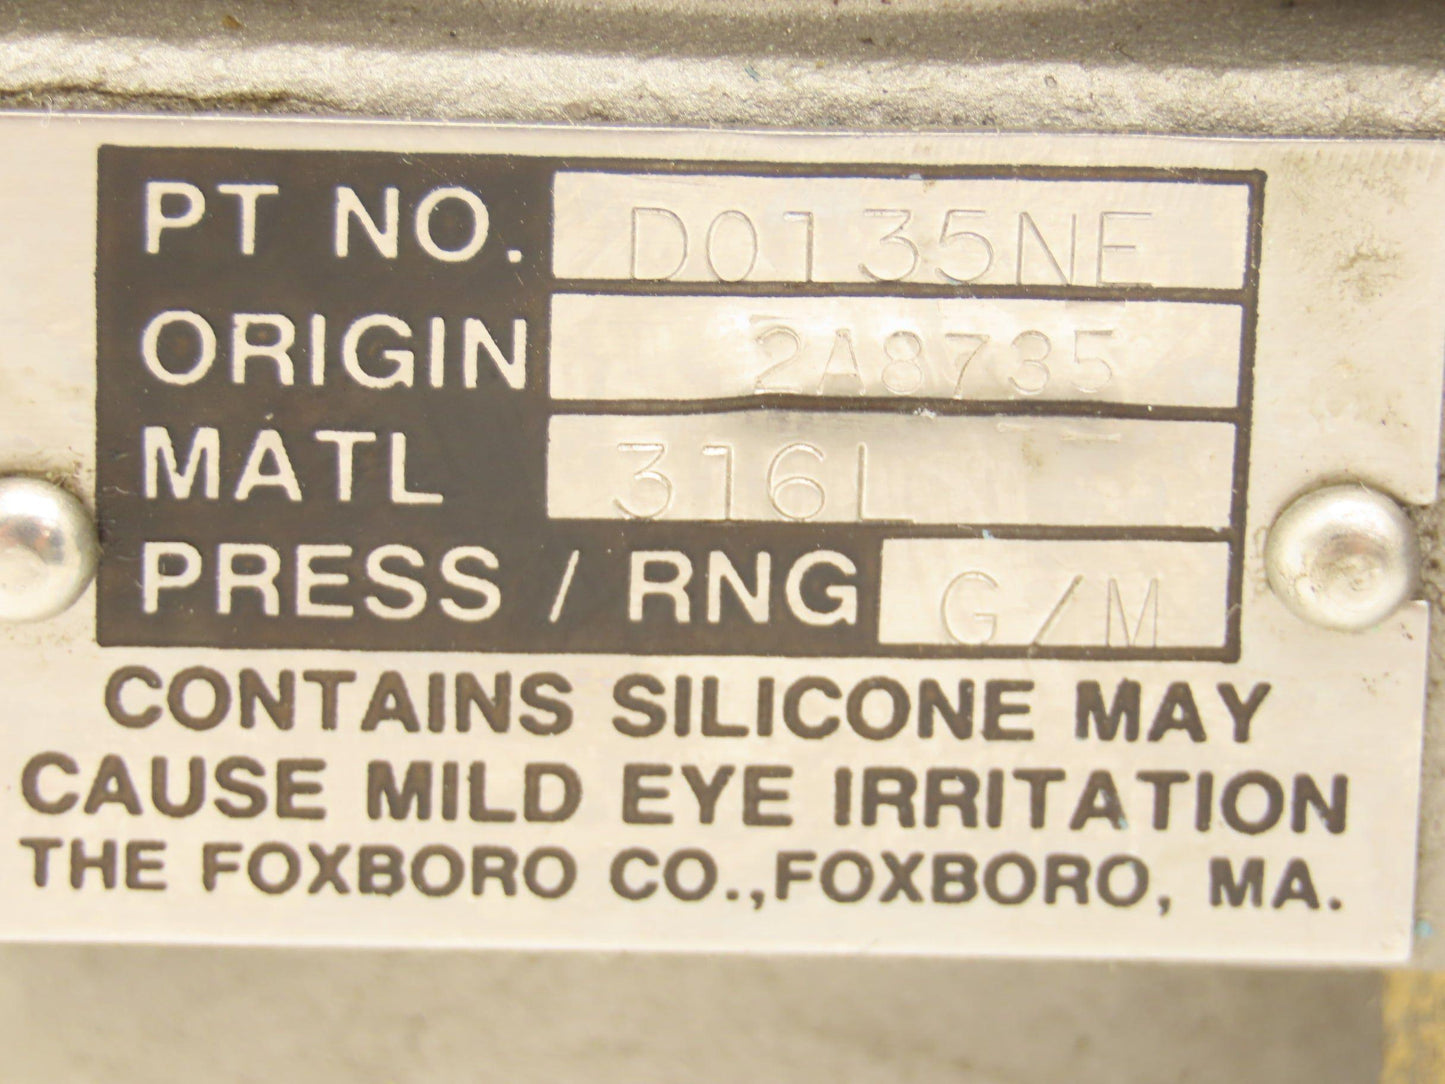 PT NO. D0135NE
ORIGIN 2A8735
MATL 316L
PRESS / RNG G/M
CONTAINS SILICONE MAY
CAUSE MILD EYE IRRITATION
THE FOXBORO CO., FOXBORO, MA.